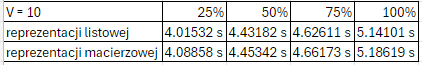 V = 10 25% 50% 75% 100%
reprezentacji listowej 4.01532 s 4.43182 s 4.62611 s 5.14101 s
reprezentacji macierzowej 4.08858 s 4.45342 s 4.66173 s 5.18619 s